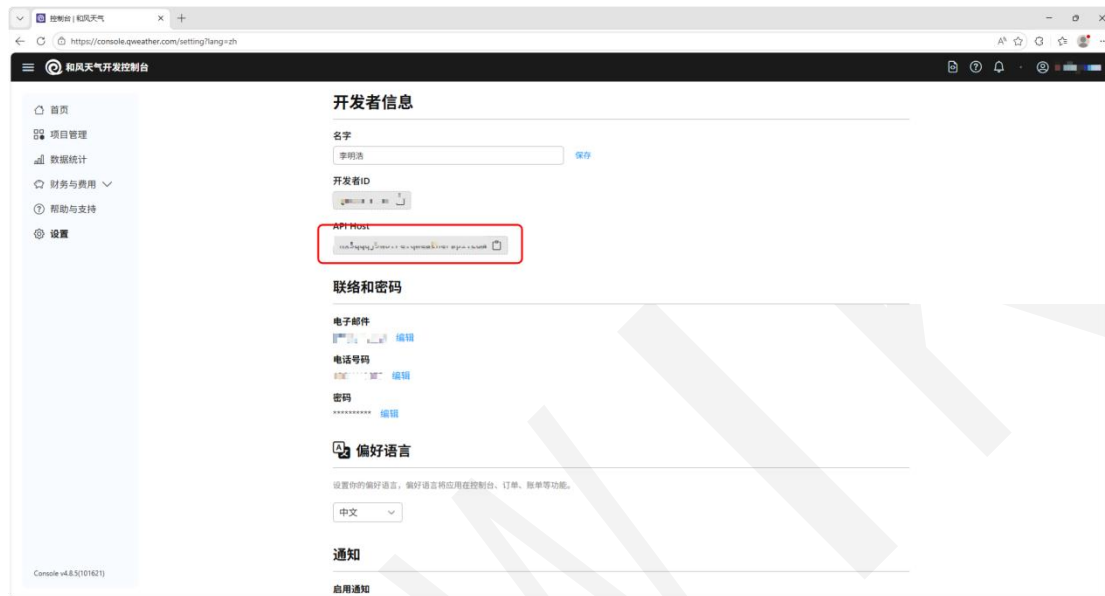 控制台 | 和风天气
https://console.qweather.com/setting?lang=zh
和风天气开发控制台
首页
项目管理
数据统计
财务与费用
帮助与支持
设置
开发者信息
名字
李明浩
保存
开发者ID
API Host
联络和密码
电子邮件
编辑
电话号码
编辑
密码
********** 编辑
偏好语言
设置你的偏好语言，偏好语言将应用在控制台、订单、账单等功能。
中文
通知
启用通知
Console v4.8.5(101621)